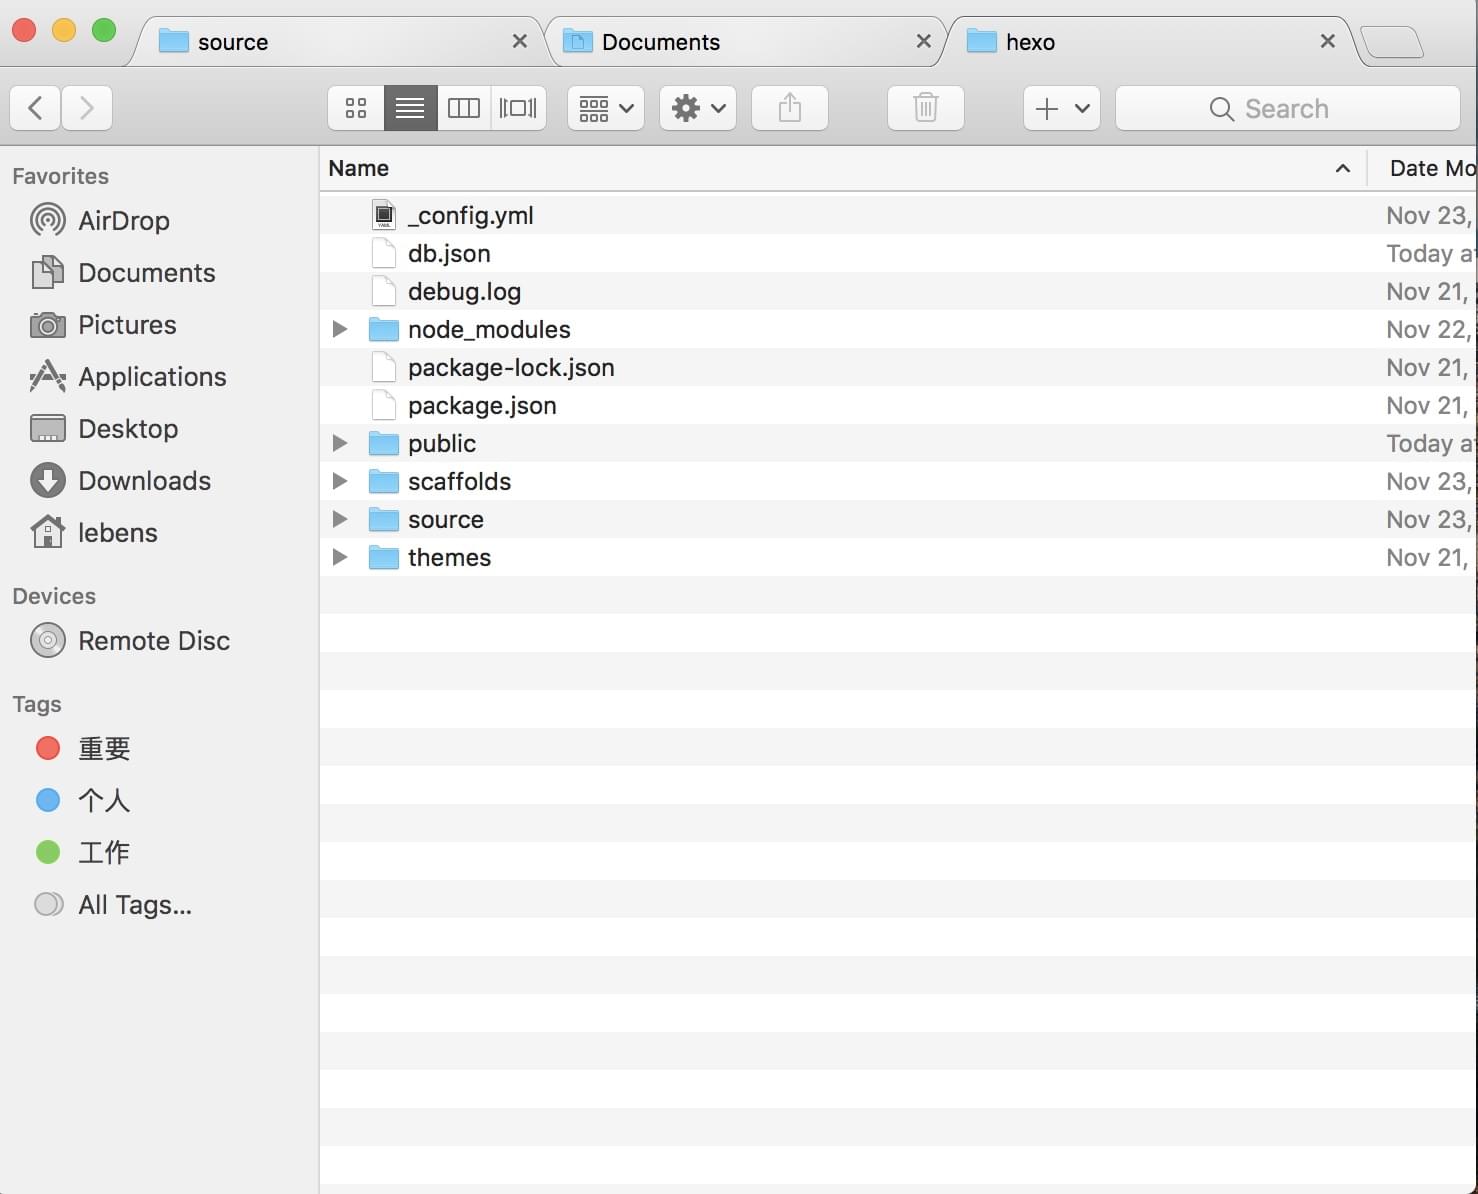 source
Documents
hexo
Search
Favorites
AirDrop
Documents
Pictures
Applications
Desktop
Downloads
lebens
Devices
Remote Disc
Tags
重要
个人
工作
All Tags...
Name Date Mo
_config.yml Nov 23,
db.json Today a
debug.log Nov 21,
node_modules Nov 22,
package-lock.json Nov 21,
package.json Nov 21,
public Today a
scaffolds Nov 23,
source Nov 23,
themes Nov 21,